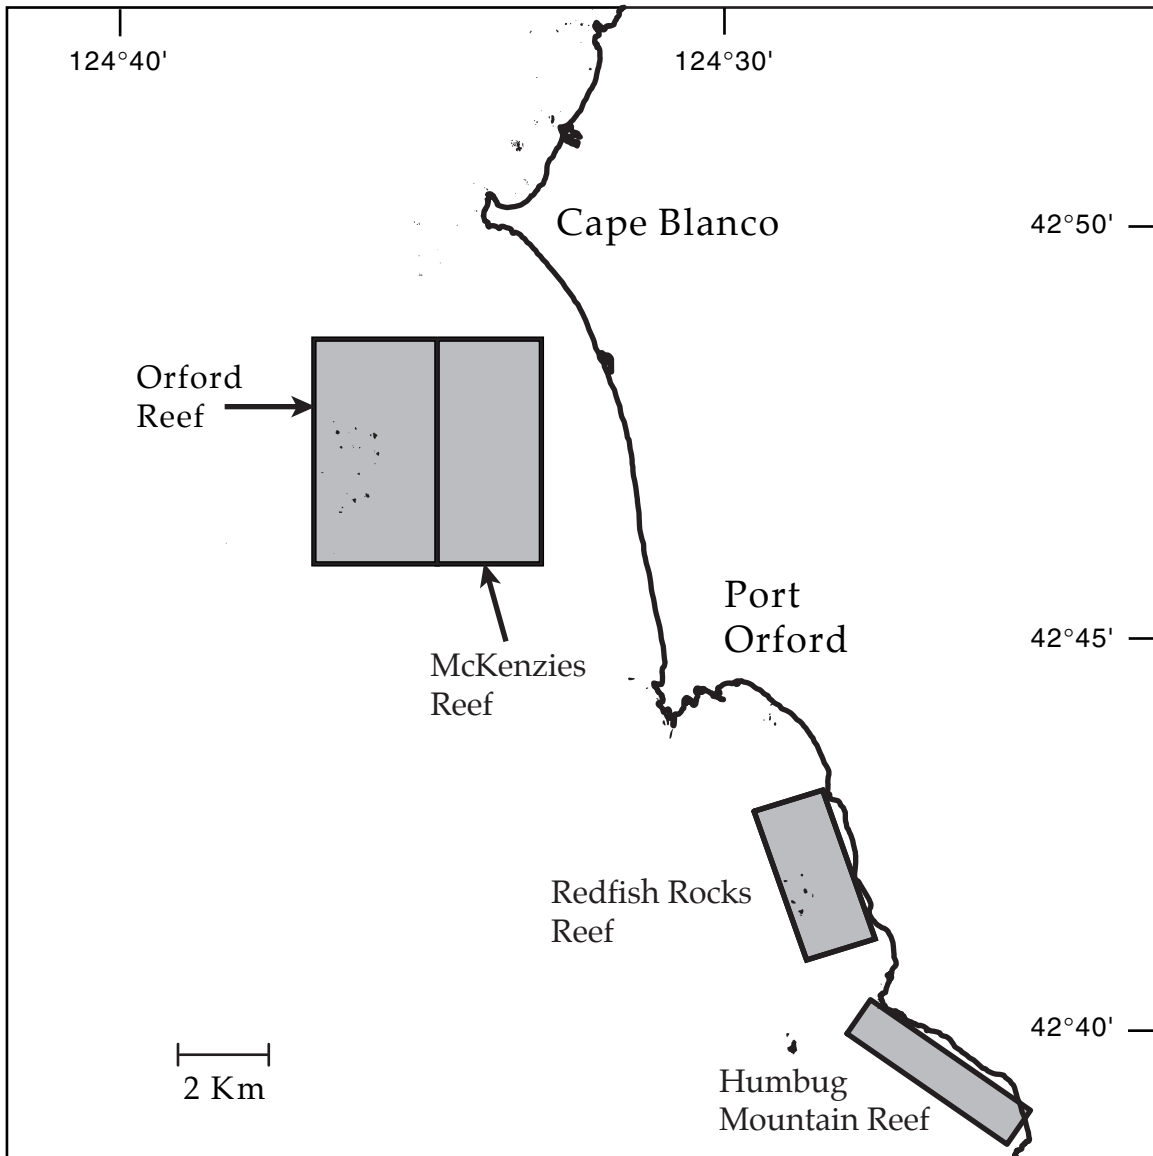 124°40'
124°30'
Cape Blanco
42°50'
Orford
Reef
Port
Orford
42°45'
McKenzies
Reef
Redfish Rocks
Reef
42°40'
2 Km
Humbug
Mountain Reef